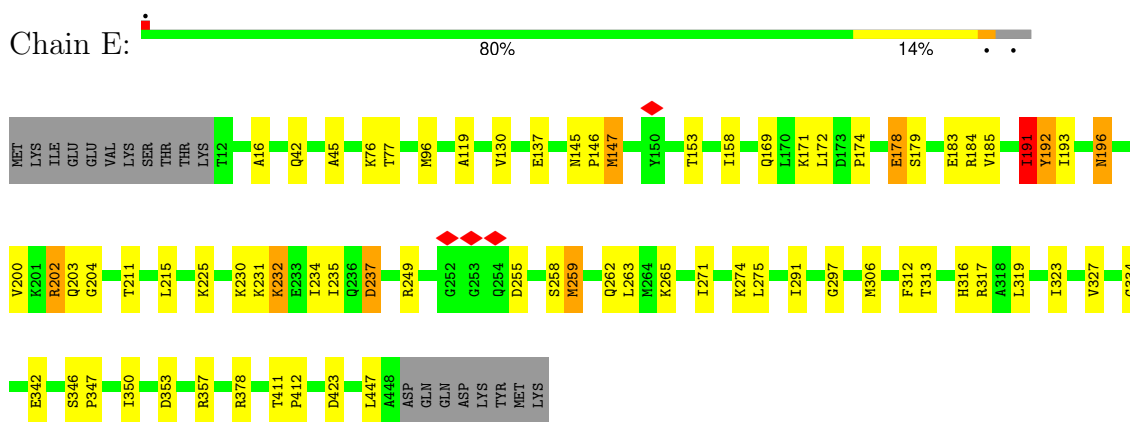 Chain E:
80% 14%
MET LYS ILE GLU GLU VAL LYS SER THR THR LYS T12 A16 Q42 A45 K76 T77 M96 A119 V130 E137 N145 P146 M147 Y150 T153 I158 Q169 L170 K171 L172 D173 P174 E178 S179 E183 R184 V185 I191 Y192 I193 N196
V200 K201 R202 Q203 G204 T211 L215 K225 K230 K231 K232 E233 I234 I235 Q236 D237 R249 G252 G253 Q254 D255 S258 M259 Q262 L263 M264 K265 I271 K274 L275 I291 G297 M306 F312 T313 H316 R317 A318 L319 I323 V327
E342 S346 P347 I350 D353 R357 R378 T411 P412 D423 L447 A448 ASP GLN GLN ASP LYS TYR MET LYS